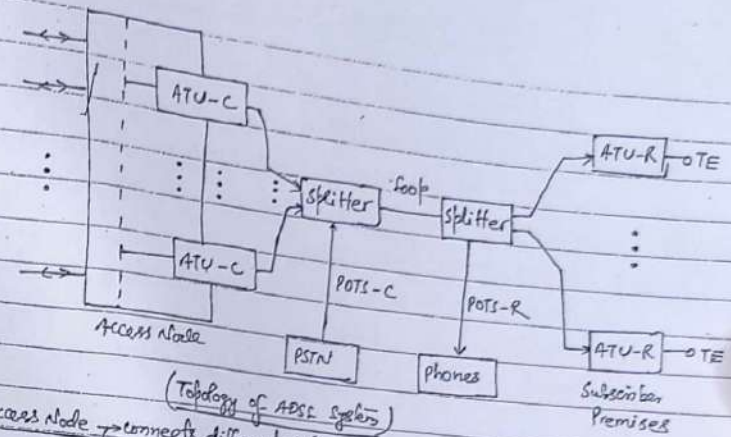 ATU-C
ATU-C
Access Node
Splitter
loop
Splitter
POTS-C
POTS-R
PSTN
Phones
ATU-R
TE
ATU-R
TE
Subscriber
Premises
(Topology of ADSL System)
Access Node → connects